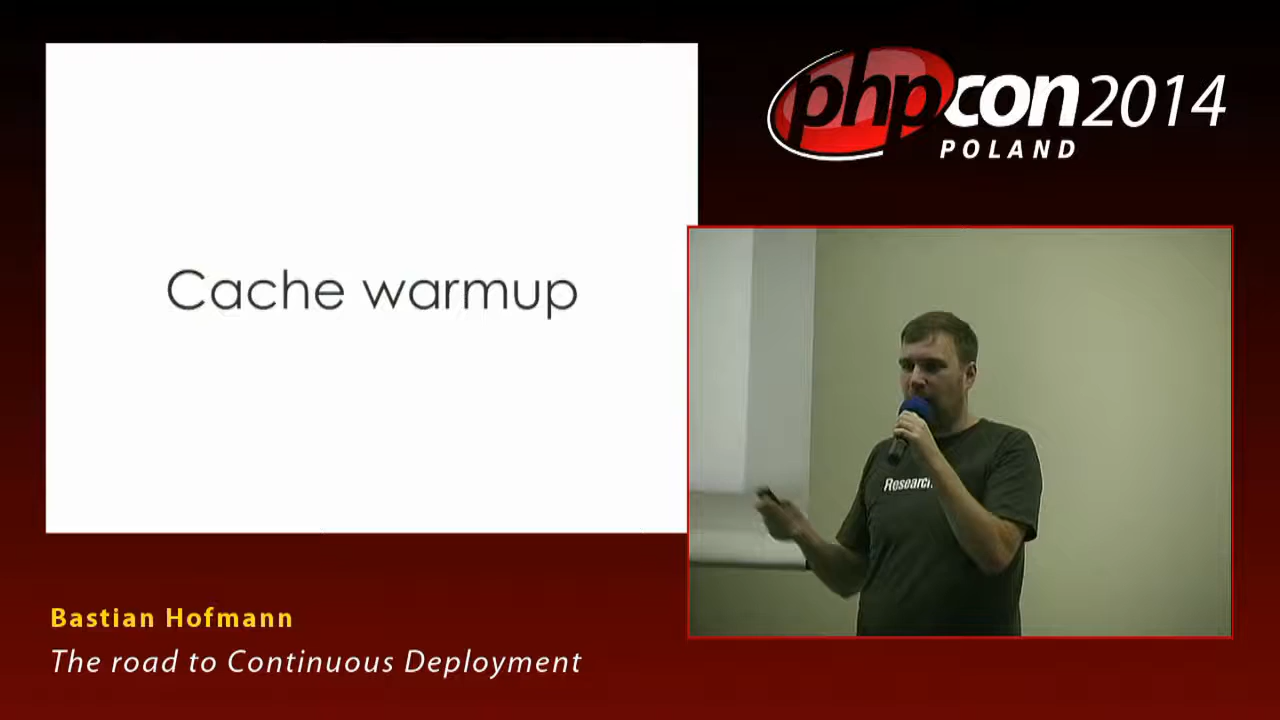 Cache warmup
phpcon2014
POLAND
Research
Bastian Hofmann
The road to Continuous Deployment